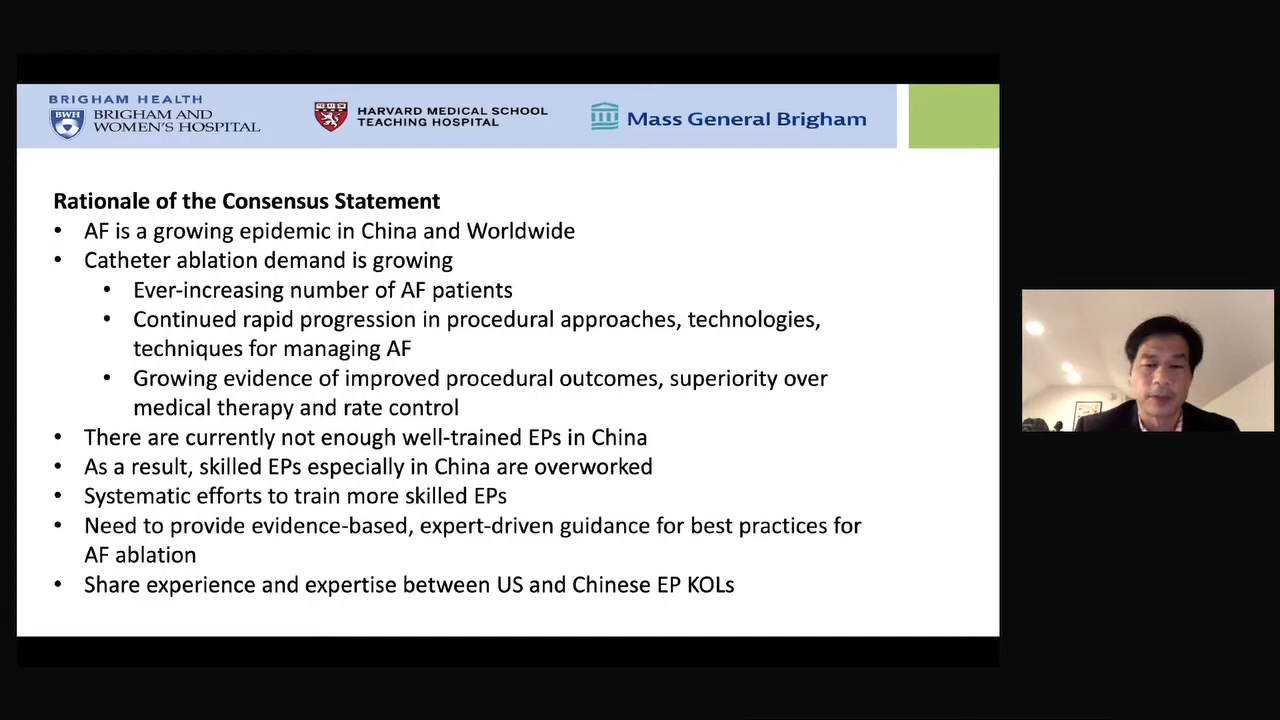 BRIGHAM HEALTH
BWH
BRIGHAM AND
WOMEN'S HOSPITAL
HARVARD MEDICAL SCHOOL
TEACHING HOSPITAL
Mass General Brigham
Rationale of the Consensus Statement
• AF is a growing epidemic in China and Worldwide
• Catheter ablation demand is growing
• Ever-increasing number of AF patients
• Continued rapid progression in procedural approaches, technologies,
techniques for managing AF
• Growing evidence of improved procedural outcomes, superiority over
medical therapy and rate control
• There are currently not enough well-trained EPs in China
• As a result, skilled EPs especially in China are overworked
• Systematic efforts to train more skilled EPs
• Need to provide evidence-based, expert-driven guidance for best practices for
AF ablation
• Share experience and expertise between US and Chinese EP KOLs